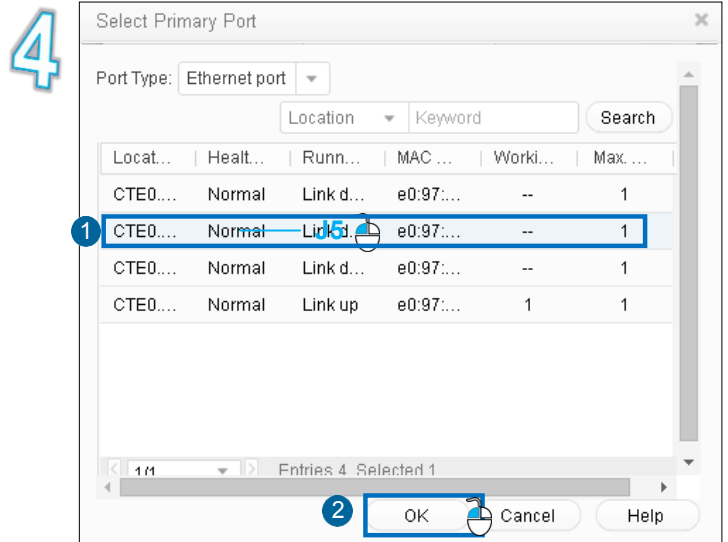 4
Select Primary Port
Port Type: Ethernet port
Location Keyword Search
Locat... Healt... Runn... MAC ... Worki... Max. ...
CTE0.... Normal Link d... e0:97:... -- 1
1 CTE0.... Normal J5 Link d... e0:97:... -- 1
CTE0.... Normal Link d... e0:97:... -- 1
CTE0.... Normal Link up e0:97:... 1 1
1/1 Entries 4, Selected 1
2 OK Cancel Help